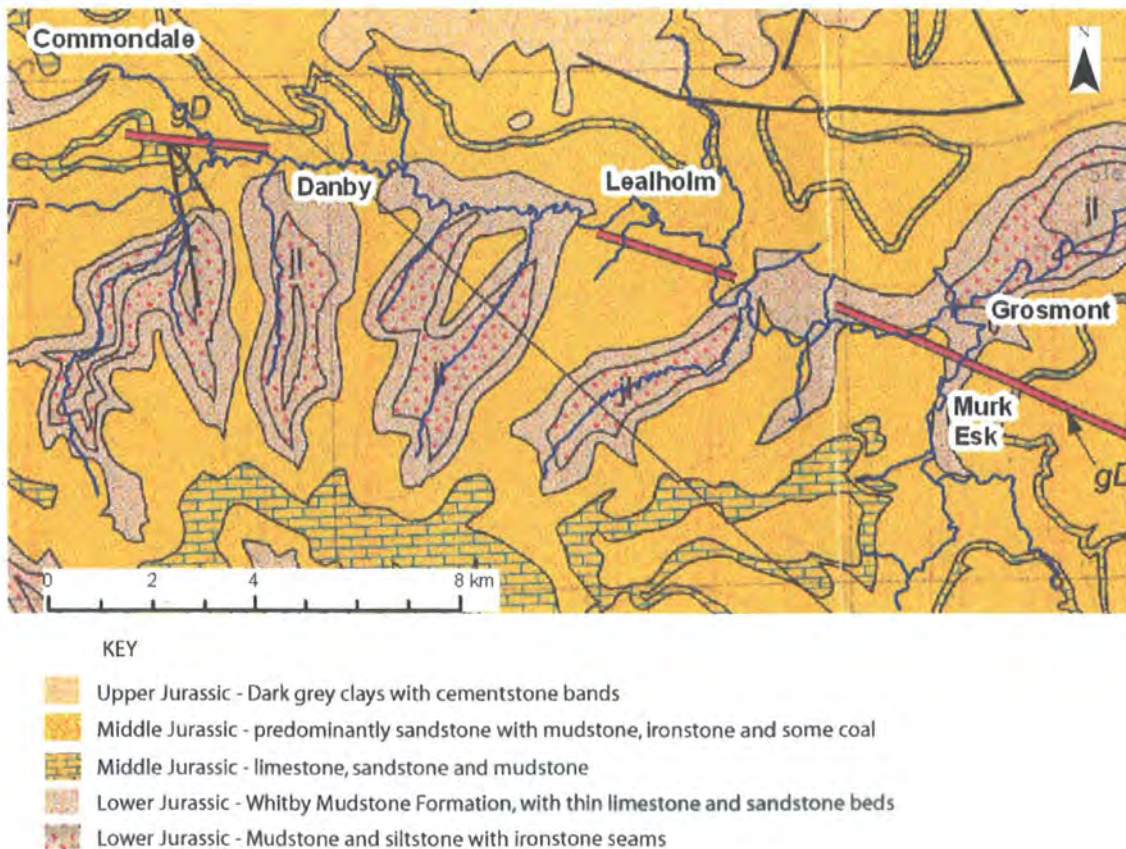 Commondale
N
gD
Danby
Lealholm
jl
jl
Grosmont
jl
jl
Murk
Esk
gD
0 2 4 8 km
KEY
Upper Jurassic - Dark grey clays with cementstone bands
Middle Jurassic - predominantly sandstone with mudstone, ironstone and some coal
Middle Jurassic - limestone, sandstone and mudstone
Lower Jurassic - Whitby Mudstone Formation, with thin limestone and sandstone beds
Lower Jurassic - Mudstone and siltstone with ironstone seams